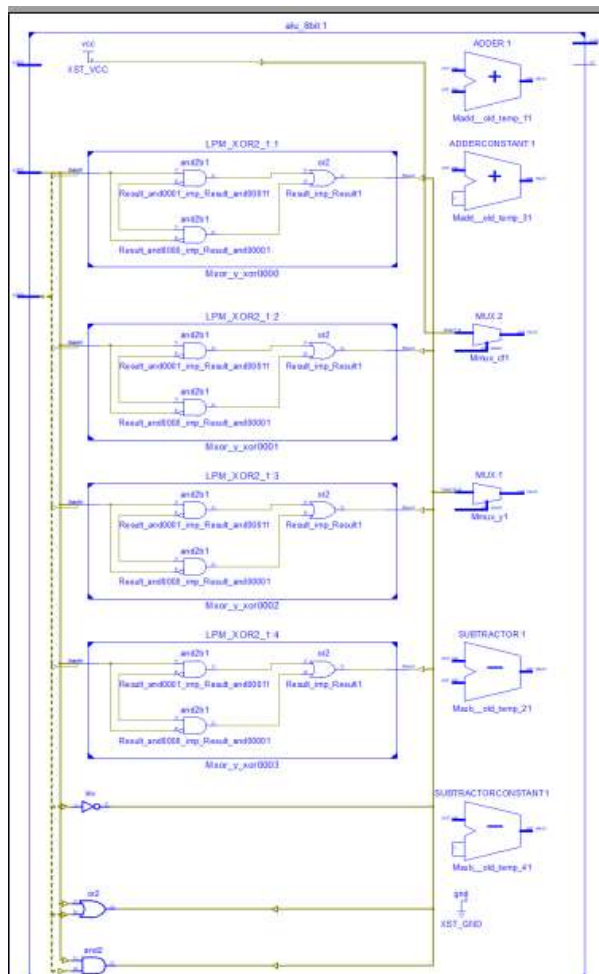 alu_8bit:1
VCC
XST_VCC
ADDER:1
Madd__old_temp_11
LPM_XOR2_1:1
and2b1
or2
Result_and0001_imp_Result_and00011
Result_imp_Result1
and2b1
Result_and0000_imp_Result_and00001
Mxor_y_xor0000
ADDERCONSTANT:1
Madd__old_temp_31
LPM_XOR2_1:2
and2b1
or2
Result_and0001_imp_Result_and00011
Result_imp_Result1
and2b1
Result_and0000_imp_Result_and00001
Mxor_y_xor0001
MUX:2
Mmux_cf1
LPM_XOR2_1:3
and2b1
or2
Result_and0001_imp_Result_and00011
Result_imp_Result1
and2b1
Result_and0000_imp_Result_and00001
Mxor_y_xor0002
MUX:1
Mmux_y1
LPM_XOR2_1:4
and2b1
or2
Result_and0001_imp_Result_and00011
Result_imp_Result1
and2b1
Result_and0000_imp_Result_and00001
Mxor_y_xor0003
SUBTRACTOR:1
Msub__old_temp_21
inv
SUBTRACTORCONSTANT:1
Msub__old_temp_41
or2
gnd
XST_GND
and2